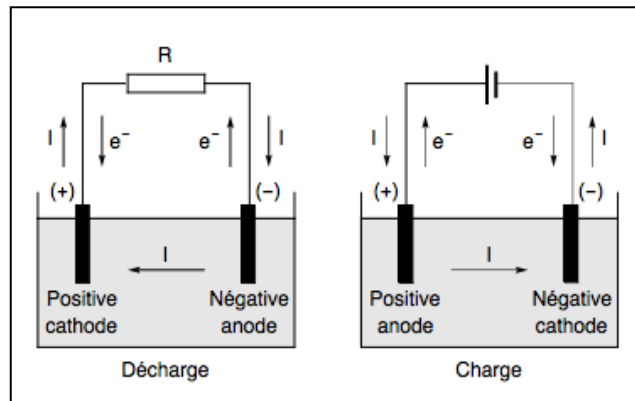 R
I
e⁻
e⁻
I
(+)
(−)
I
Positive
cathode
Négative
anode
Décharge
I
e⁻
e⁻
I
(+)
(−)
I
Positive
anode
Négative
cathode
Charge